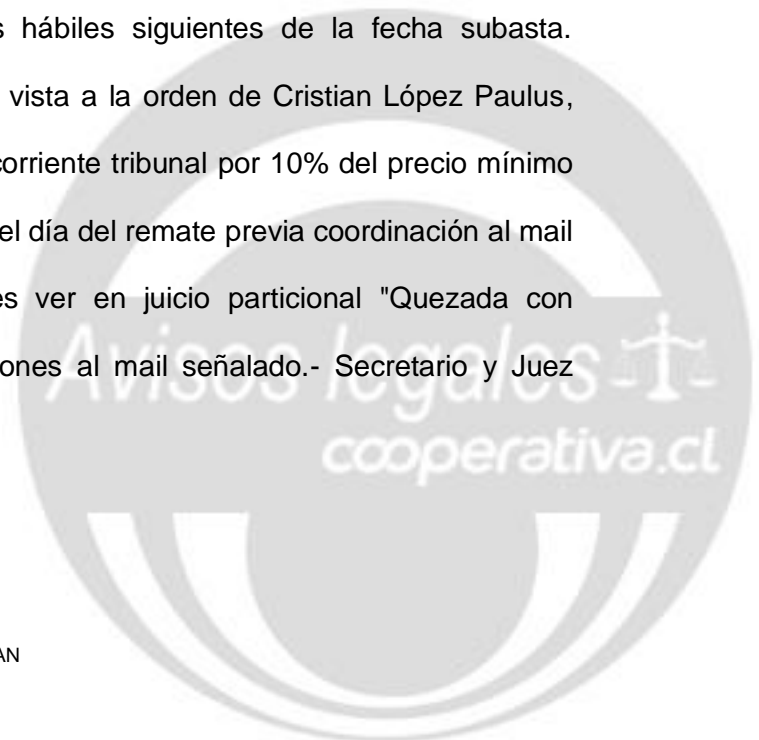 s hábiles siguientes de la fecha subasta.
vista a la orden de Cristian López Paulus,
corriente tribunal por 10% del precio mínimo
el día del remate previa coordinación al mail
es ver en juicio particional "Quezada con
ones al mail señalado.- Secretario y Juez
Avisos legales
cooperativa.cl
AN